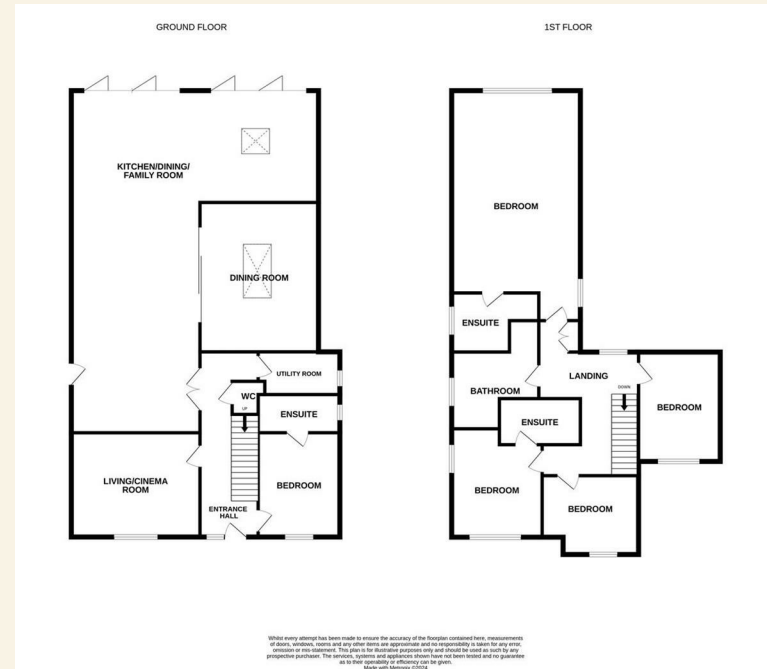 GROUND FLOOR
KITCHEN/DINING/
FAMILY ROOM
DINING ROOM
UTILITY ROOM
WC
UP
ENSUITE
LIVING/CINEMA
ROOM
BEDROOM
ENTRANCE
HALL
1ST FLOOR
BEDROOM
ENSUITE
LANDING
DOWN
BATHROOM
BEDROOM
ENSUITE
BEDROOM
BEDROOM
Whilst every attempt has been made to ensure the accuracy of the floorplan contained here, measurements
of doors, windows, rooms and any other items are approximate and no responsibility is taken for any error,
omission or mis-statement. This plan is for illustrative purposes only and should be used as such by any
prospective purchaser. The services, systems and appliances shown have not been tested and no guarantee
as to their operability or efficiency can be given.
Made with Metropix ©2024